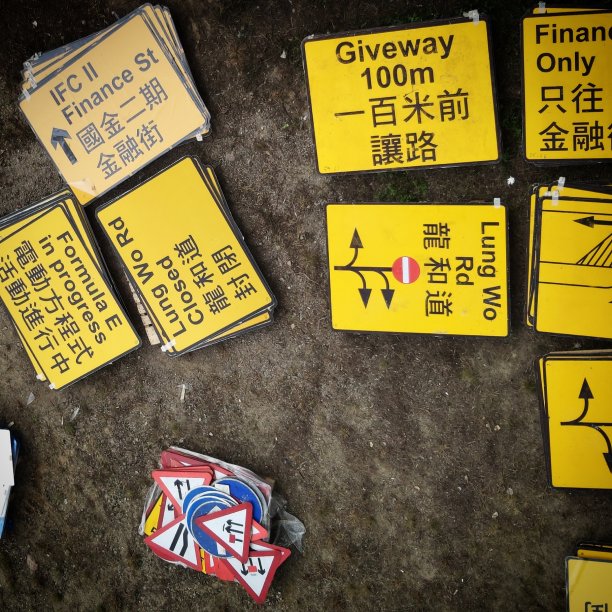 IFC II
Finance St
國金二期
金融街
Giveway
100m
一百米前
讓路
Only
只往
Formula E
in progress
電動方程式
活動進行中
Lung Wo Rd
Closed
龍和道
封閉
Lung Wo
Rd
龍和道